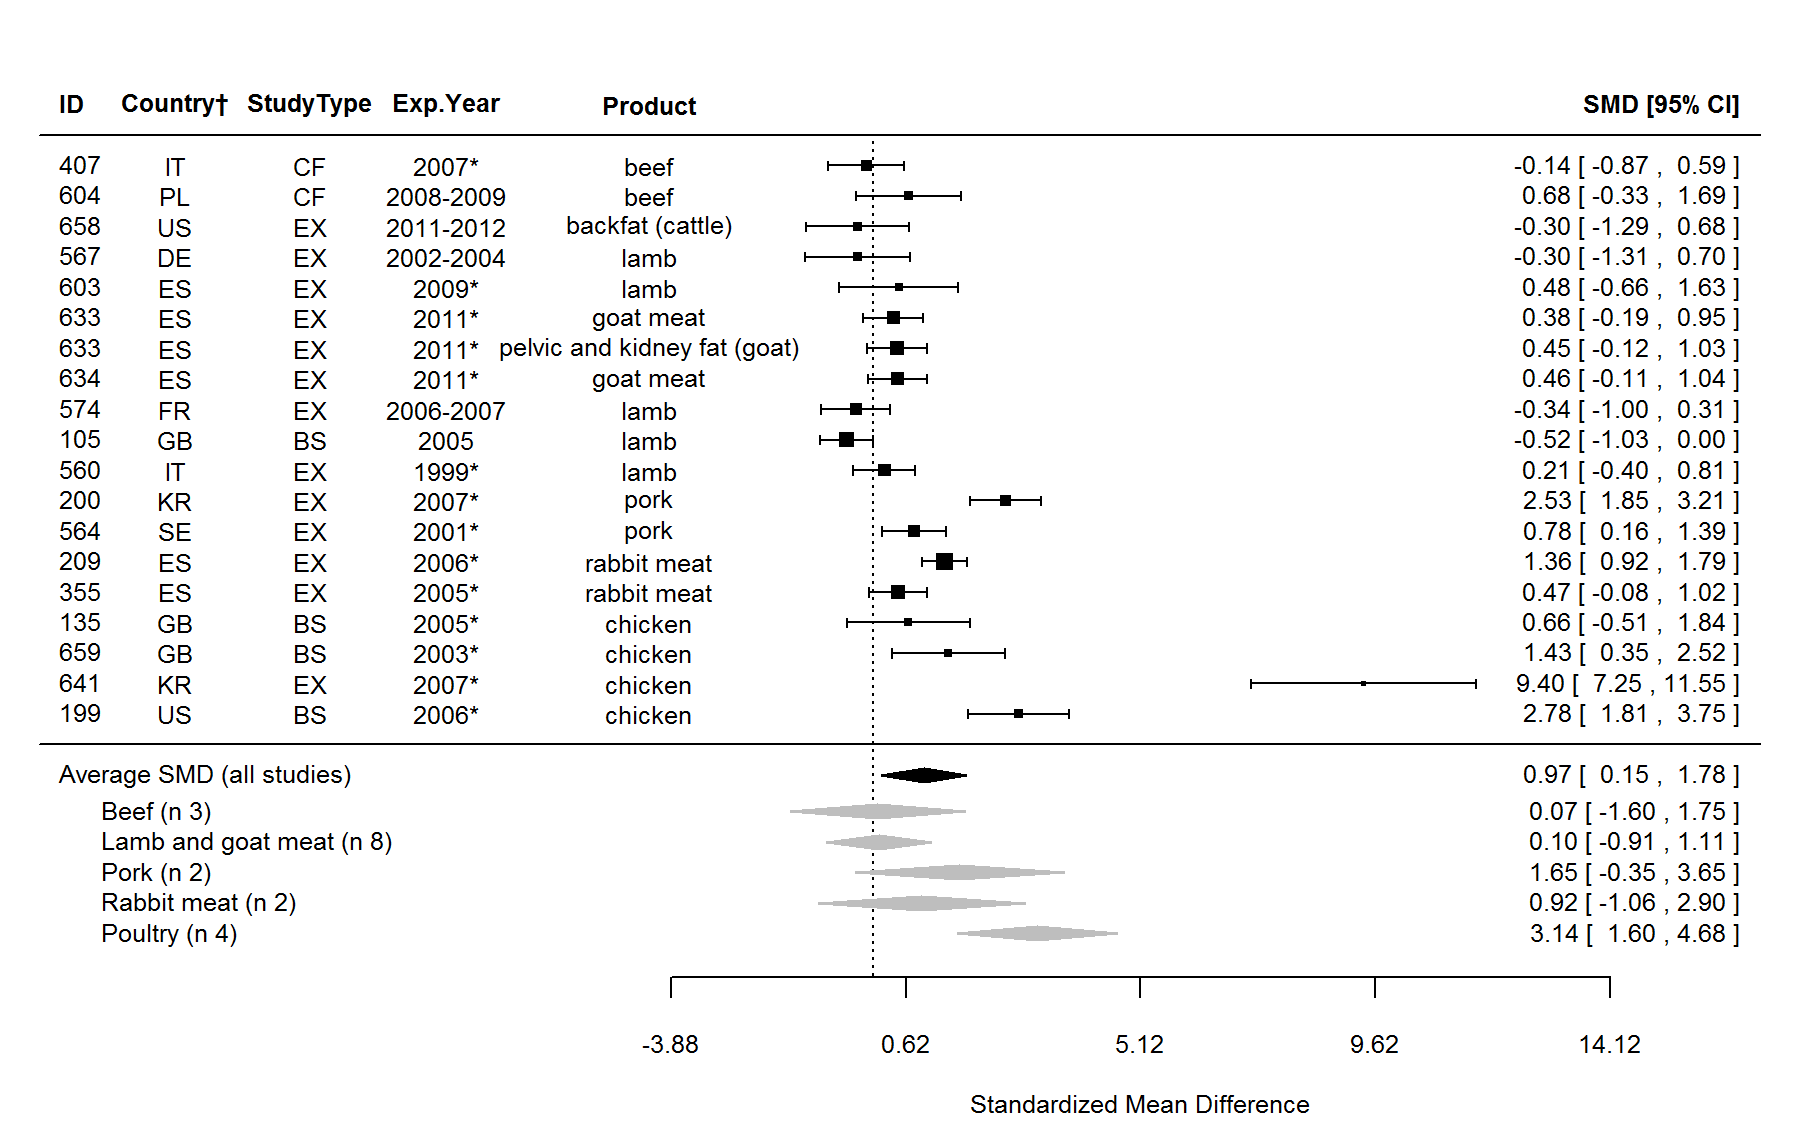 ID Country† StudyType Exp.Year Product SMD [95% CI]
407 IT CF 2007* beef -0.14 [ -0.87 , 0.59 ]
604 PL CF 2008-2009 beef 0.68 [ -0.33 , 1.69 ]
658 US EX 2011-2012 backfat (cattle) -0.30 [ -1.29 , 0.68 ]
567 DE EX 2002-2004 lamb -0.30 [ -1.31 , 0.70 ]
603 ES EX 2009* lamb 0.48 [ -0.66 , 1.63 ]
633 ES EX 2011* goat meat 0.38 [ -0.19 , 0.95 ]
633 ES EX 2011* pelvic and kidney fat (goat) 0.45 [ -0.12 , 1.03 ]
634 ES EX 2011* goat meat 0.46 [ -0.11 , 1.04 ]
574 FR EX 2006-2007 lamb -0.34 [ -1.00 , 0.31 ]
105 GB BS 2005 lamb -0.52 [ -1.03 , 0.00 ]
560 IT EX 1999* lamb 0.21 [ -0.40 , 0.81 ]
200 KR EX 2007* pork 2.53 [ 1.85 , 3.21 ]
564 SE EX 2001* pork 0.78 [ 0.16 , 1.39 ]
209 ES EX 2006* rabbit meat 1.36 [ 0.92 , 1.79 ]
355 ES EX 2005* rabbit meat 0.47 [ -0.08 , 1.02 ]
135 GB BS 2005* chicken 0.66 [ -0.51 , 1.84 ]
659 GB BS 2003* chicken 1.43 [ 0.35 , 2.52 ]
641 KR EX 2007* chicken 9.40 [ 7.25 , 11.55 ]
199 US BS 2006* chicken 2.78 [ 1.81 , 3.75 ]
Average SMD (all studies) 0.97 [ 0.15 , 1.78 ]
Beef (n 3) 0.07 [ -1.60 , 1.75 ]
Lamb and goat meat (n 8) 0.10 [ -0.91 , 1.11 ]
Pork (n 2) 1.65 [ -0.35 , 3.65 ]
Rabbit meat (n 2) 0.92 [ -1.06 , 2.90 ]
Poultry (n 4) 3.14 [ 1.60 , 4.68 ]
-3.88 0.62 5.12 9.62 14.12
Standardized Mean Difference